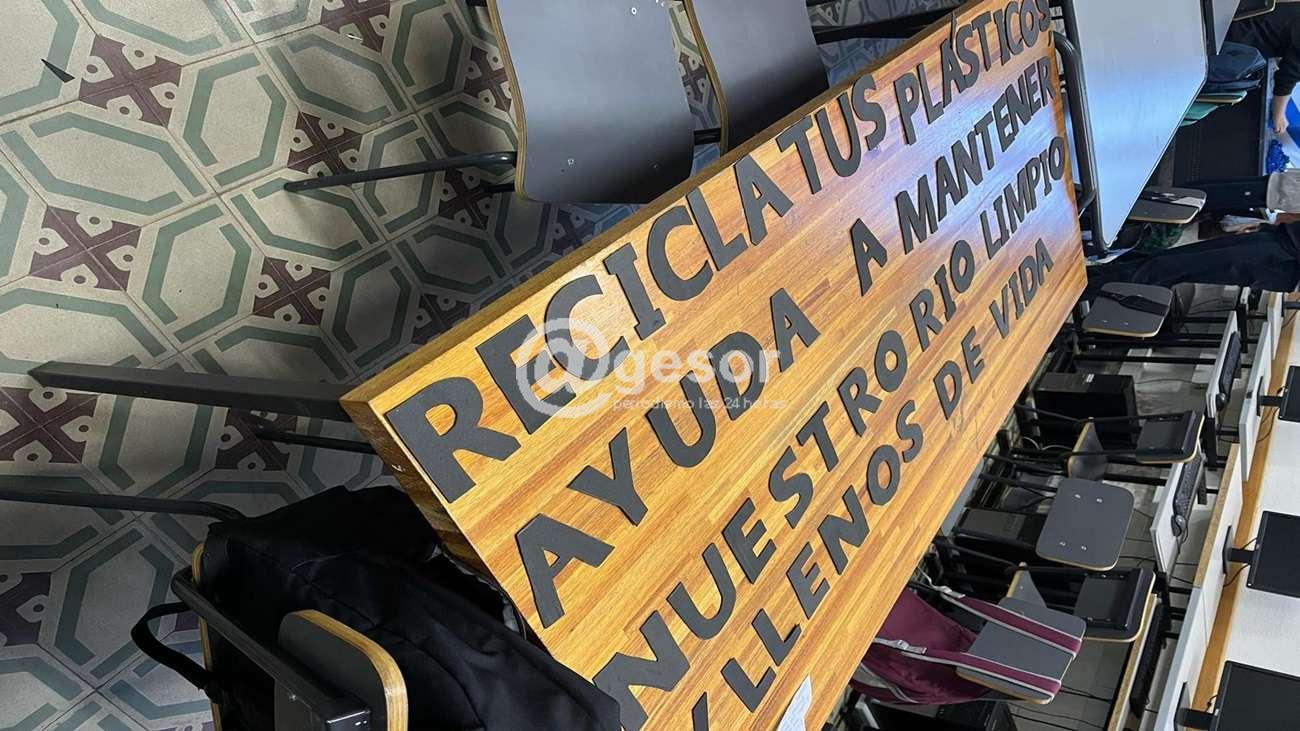 RECICLA TUS PLÁSTICOS
AYUDA A MANTENER
NUESTRO RIO LIMPIO
Y LLENOS DE VIDA
@gesor
periodismo las 24 horas